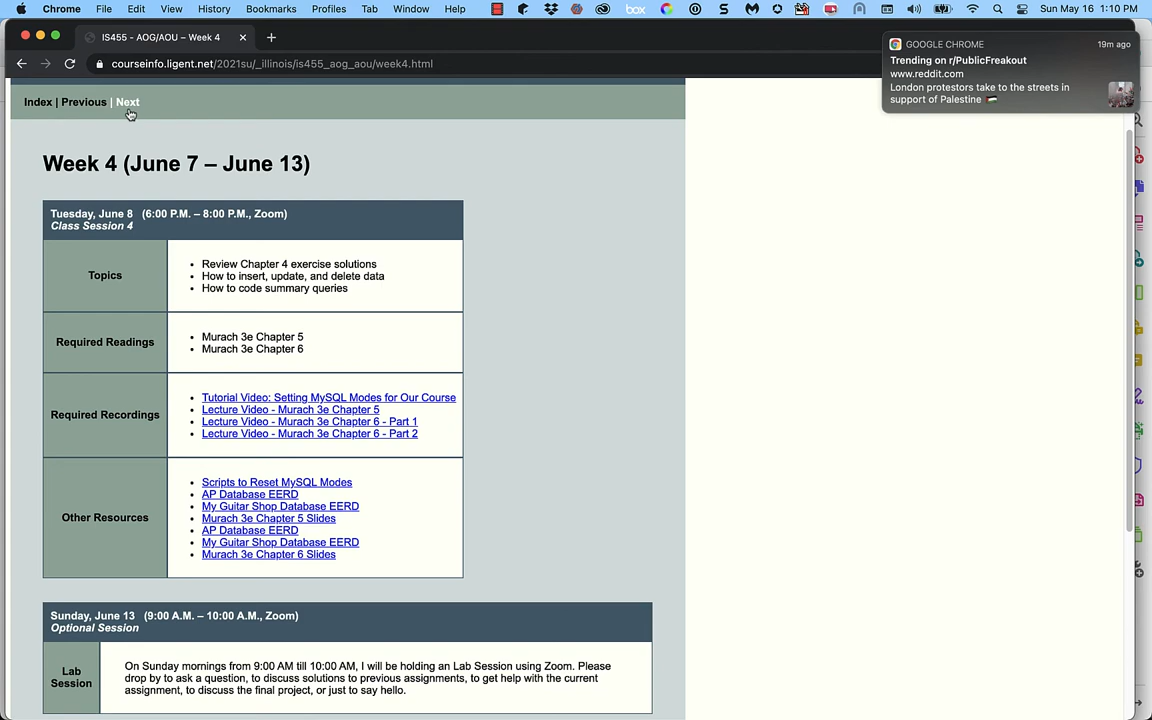 Chrome File Edit View History Bookmarks Profiles Tab Window Help box Sun May 16 1:10 PM
IS455 - AOG/AOU – Week 4
courseinfo.ligent.net/2021su/_illinois/is455_aog_aou/week4.html
GOOGLE CHROME 19m ago
Trending on r/PublicFreakout
www.reddit.com
London protestors take to the streets in
support of Palestine 🇵🇸
Index | Previous | Next
Week 4 (June 7 – June 13)
Tuesday, June 8 (6:00 P.M. – 8:00 P.M., Zoom)
Class Session 4
Topics
Review Chapter 4 exercise solutions
How to insert, update, and delete data
How to code summary queries
Required Readings
Murach 3e Chapter 5
Murach 3e Chapter 6
Required Recordings
Tutorial Video: Setting MySQL Modes for Our Course
Lecture Video - Murach 3e Chapter 5
Lecture Video - Murach 3e Chapter 6 - Part 1
Lecture Video - Murach 3e Chapter 6 - Part 2
Other Resources
Scripts to Reset MySQL Modes
AP Database EERD
My Guitar Shop Database EERD
Murach 3e Chapter 5 Slides
AP Database EERD
My Guitar Shop Database EERD
Murach 3e Chapter 6 Slides
Sunday, June 13 (9:00 A.M. – 10:00 A.M., Zoom)
Optional Session
Lab
Session
On Sunday mornings from 9:00 AM till 10:00 AM, I will be holding an Lab Session using Zoom. Please
drop by to ask a question, to discuss solutions to previous assignments, to get help with the current
assignment, to discuss the final project, or just to say hello.